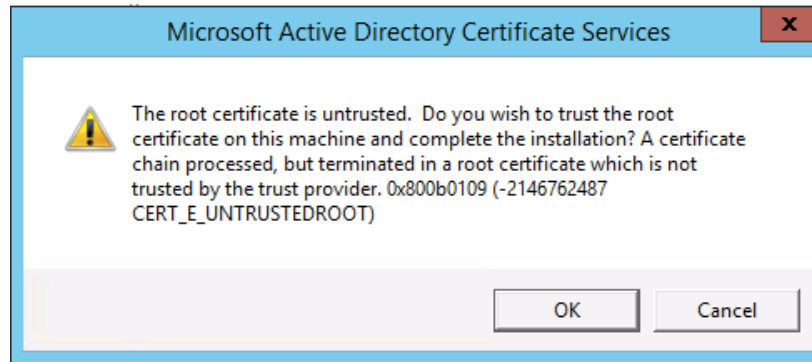 Microsoft Active Directory Certificate Services
x
The root certificate is untrusted.  Do you wish to trust the root
certificate on this machine and complete the installation? A certificate
chain processed, but terminated in a root certificate which is not
trusted by the trust provider. 0x800b0109 (-2146762487
CERT_E_UNTRUSTEDROOT)
OK
Cancel